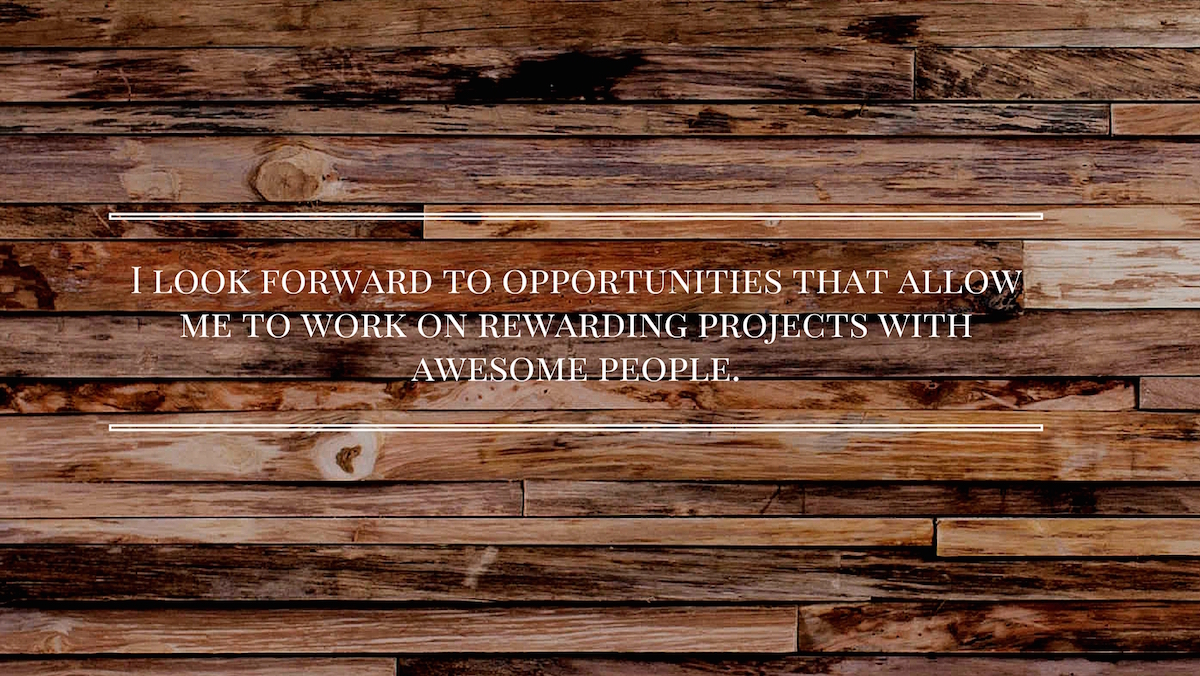 I look forward to opportunities that allow
me to work on rewarding projects with
awesome people.